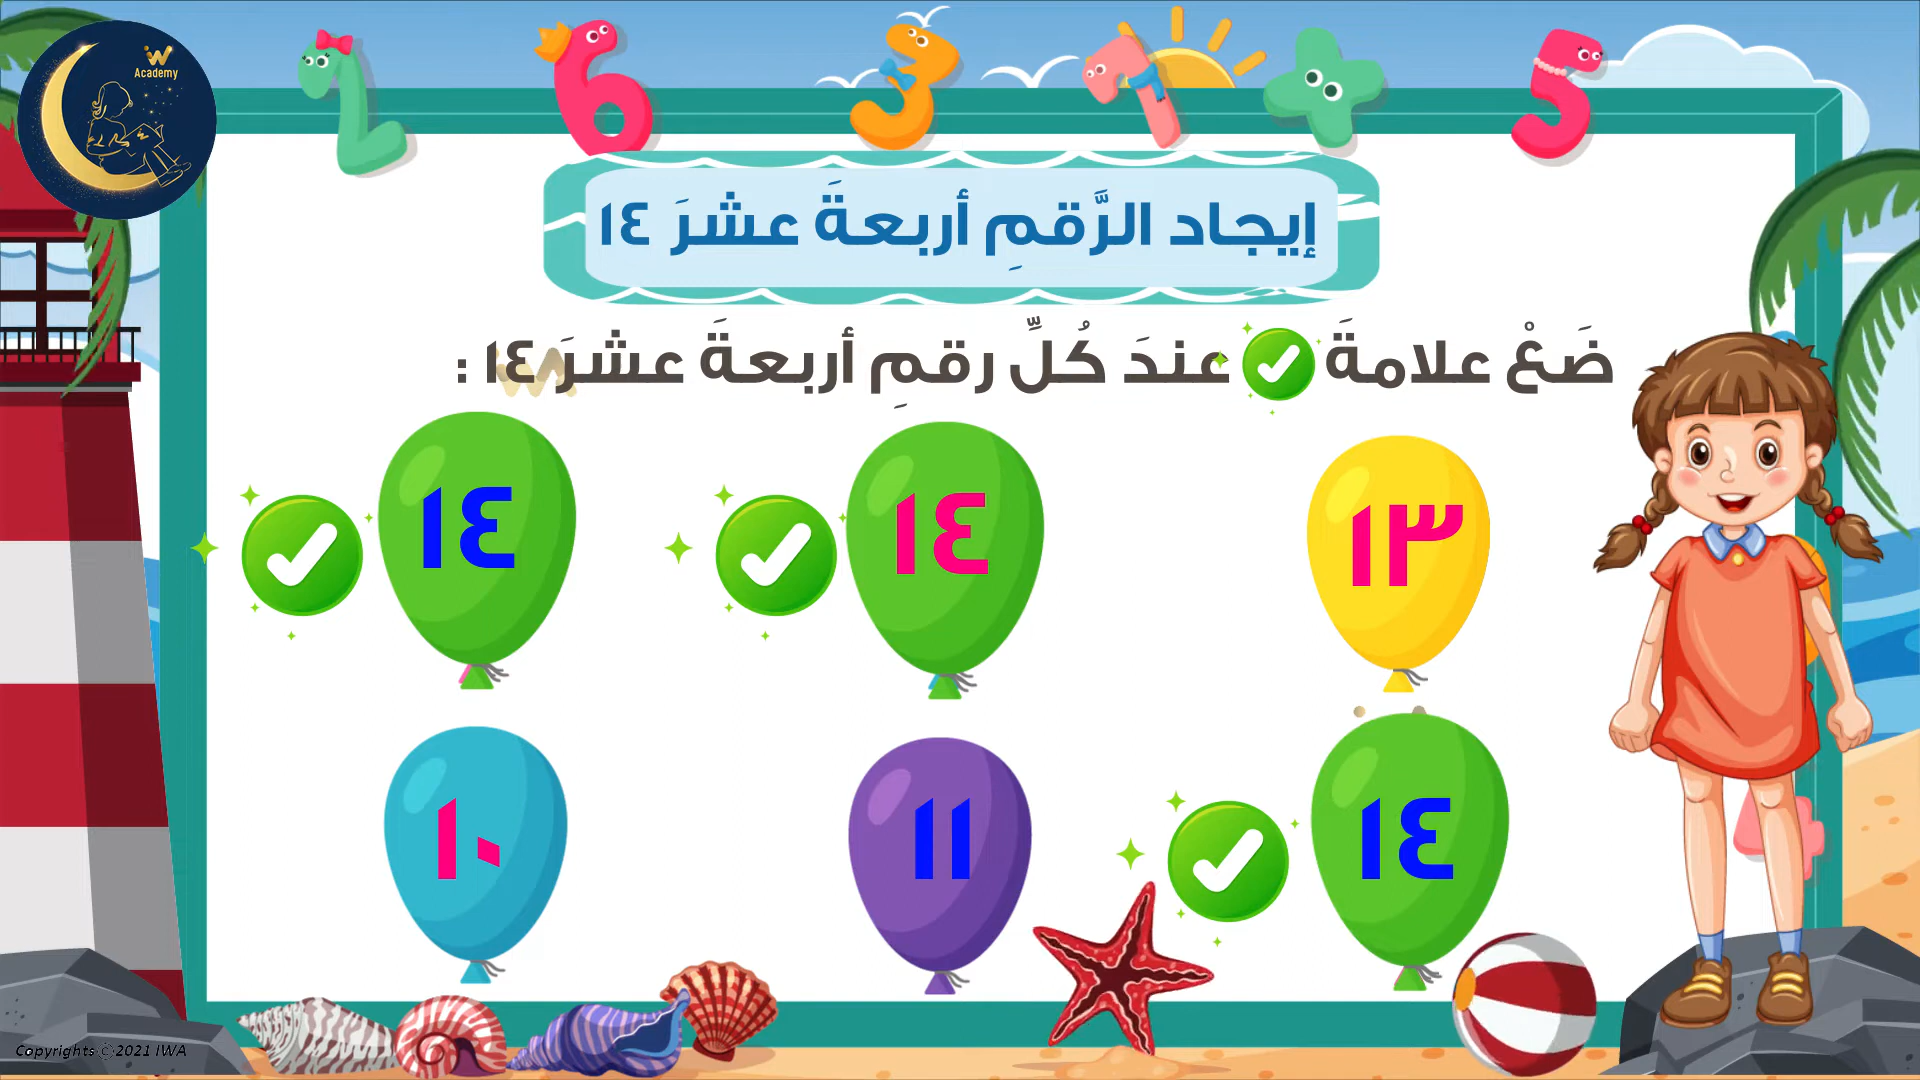 iW
Academy
إيجاد الرَّقمِ أربعةَ عشرَ ١٤
ضَعْ علامةَ ✓ عندَ كُلِّ رقمِ أربعةَ عشرَ ١٤ :
١٣
١٤
١٤
١٤
١١
١٠
Copyrights ©2021 IWA